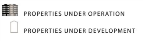 PROPERTIES UNDER OPERATION
PROPERTIES UNDER DEVELOPMENT